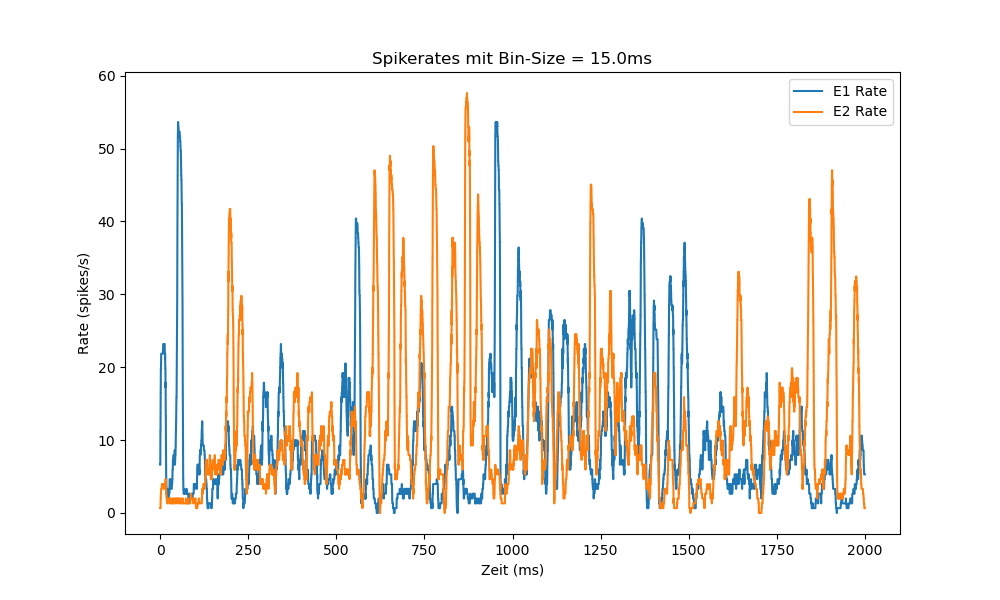 Spikerates mit Bin-Size = 15.0ms
E1 Rate
E2 Rate
Rate (spikes/s)
60
50
40
30
20
10
0
0 250 500 750 1000 1250 1500 1750 2000
Zeit (ms)